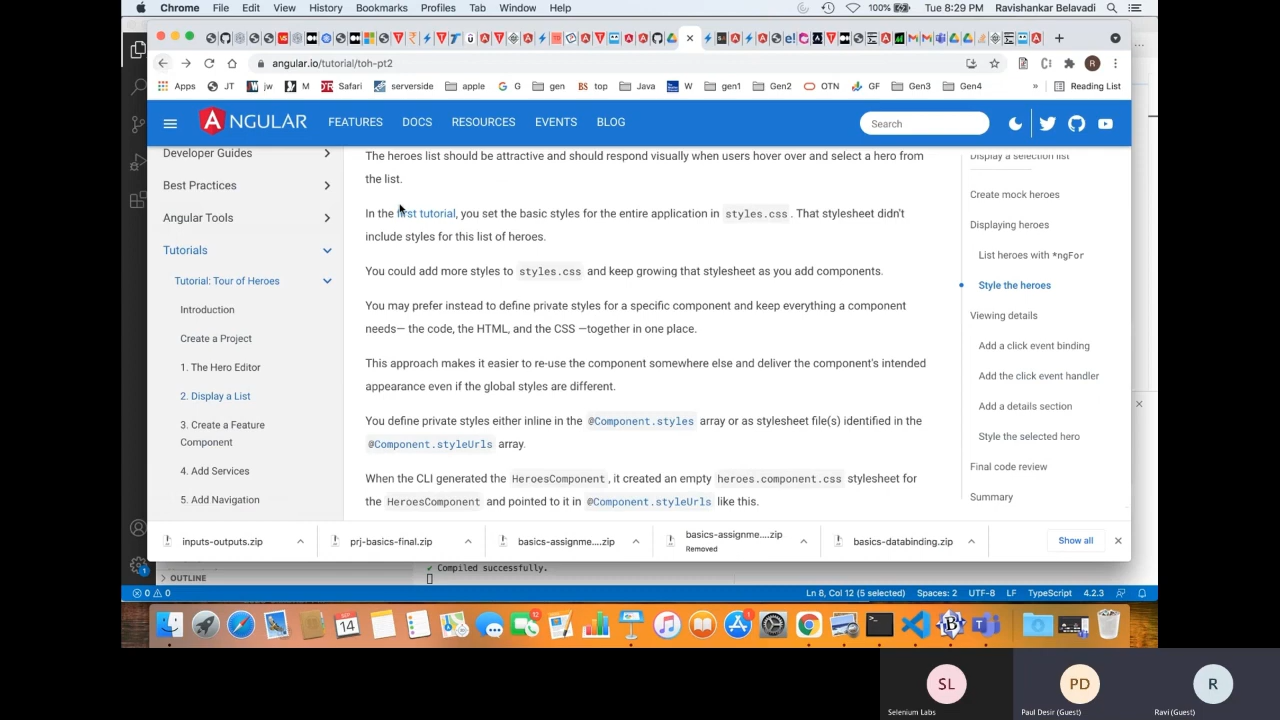 Chrome File Edit View History Bookmarks Profiles Tab Window Help 100% Tue 8:29 PM Ravishankar Belavadi
angular.io/tutorial/toh-pt2
Apps JT jw M Safari serverside apple G gen BS top Java W gen1 Gen2 OTN GF Gen3 Gen4 » Reading List
ANGULAR FEATURES DOCS RESOURCES EVENTS BLOG Search
Developer Guides
Best Practices
Angular Tools
Tutorials
Tutorial: Tour of Heroes
Introduction
Create a Project
1. The Hero Editor
2. Display a List
3. Create a Feature
Component
4. Add Services
5. Add Navigation
The heroes list should be attractive and should respond visually when users hover over and select a hero from
the list.
In the first tutorial, you set the basic styles for the entire application in styles.css. That stylesheet didn't
include styles for this list of heroes.
You could add more styles to styles.css and keep growing that stylesheet as you add components.
You may prefer instead to define private styles for a specific component and keep everything a component
needs— the code, the HTML, and the CSS —together in one place.
This approach makes it easier to re-use the component somewhere else and deliver the component's intended
appearance even if the global styles are different.
You define private styles either inline in the @Component.styles array or as stylesheet file(s) identified in the
@Component.styleUrls array.
When the CLI generated the HeroesComponent, it created an empty heroes.component.css stylesheet for
the HeroesComponent and pointed to it in @Component.styleUrls like this.
Display a selection list
Create mock heroes
Displaying heroes
List heroes with *ngFor
Style the heroes
Viewing details
Add a click event binding
Add the click event handler
Add a details section
Style the selected hero
Final code review
Summary
inputs-outputs.zip prj-basics-final.zip basics-assignme....zip basics-assignme....zip basics-databinding.zip Show all
Removed
✓ Compiled successfully.
OUTLINE
0 0 Ln 8, Col 12 (5 selected) Spaces: 2 UTF-8 LF TypeScript 4.2.3
SL PD R
Selenium Labs Paul Desir (Guest) Ravi (Guest)